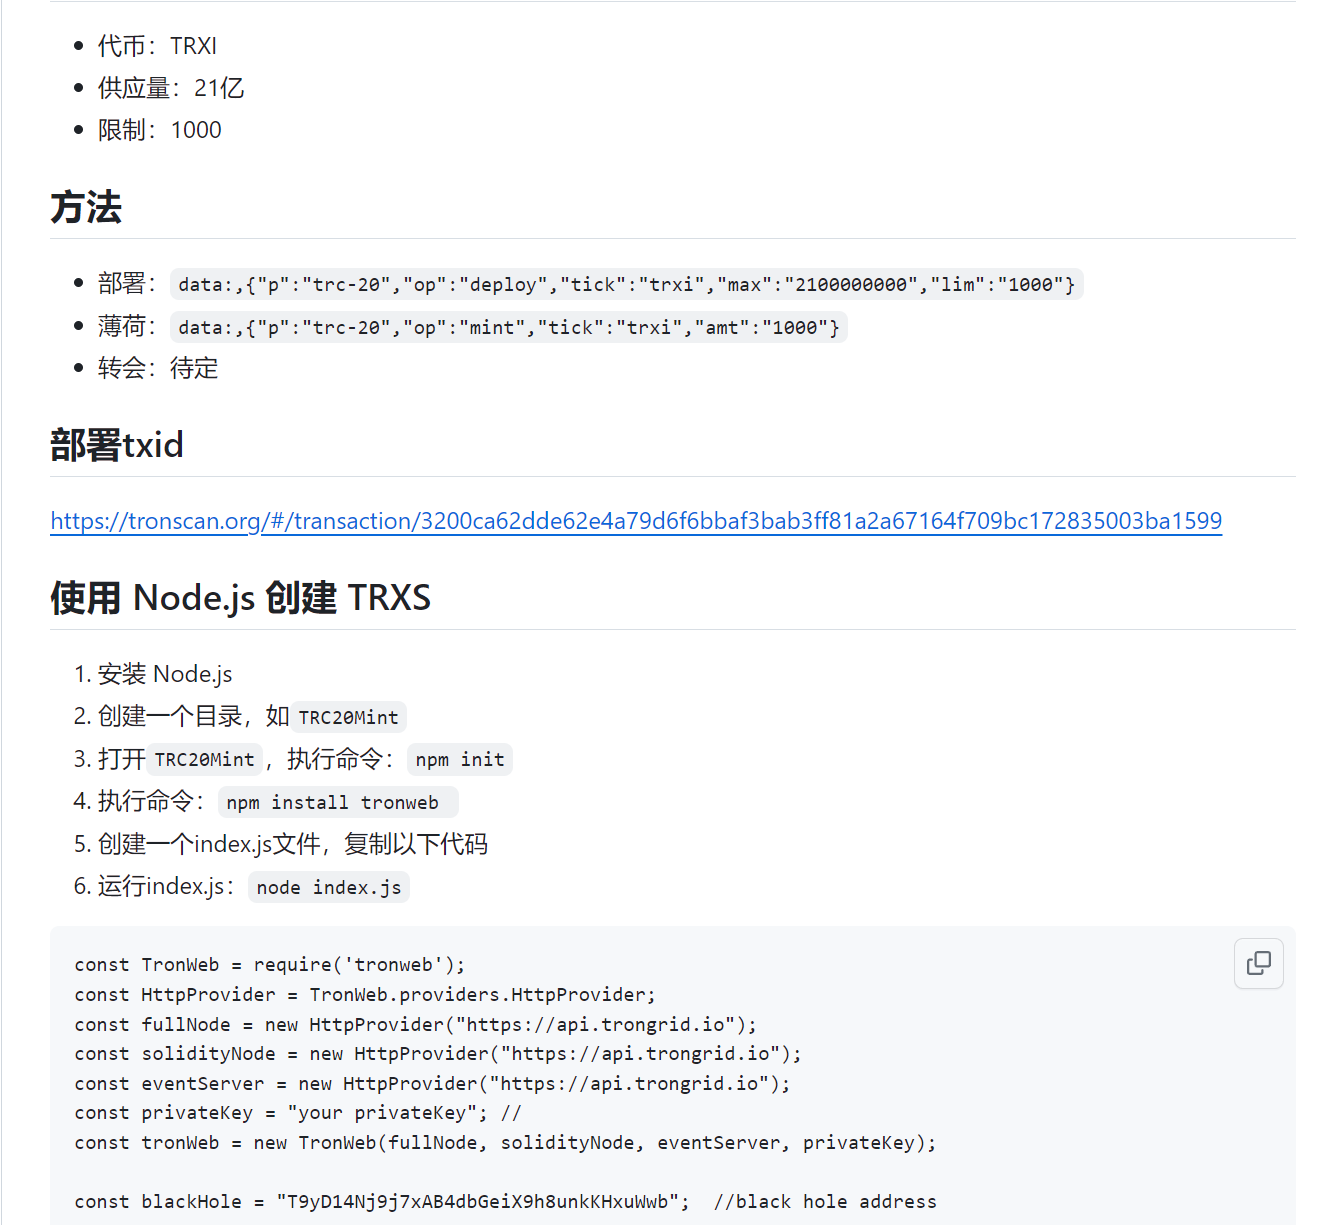 代币：TRXI
供应量：21亿
限制：1000
方法
部署：data:,{"p":"trc-20","op":"deploy","tick":"trxi","max":"2100000000","lim":"1000"}
薄荷：data:,{"p":"trc-20","op":"mint","tick":"trxi","amt":"1000"}
转会：待定
部署txid
https://tronscan.org/#/transaction/3200ca62dde62e4a79d6f6bbaf3bab3ff81a2a67164f709bc172835003ba1599
使用 Node.js 创建 TRXS
1. 安装 Node.js
2. 创建一个目录，如 TRC20Mint
3. 打开 TRC20Mint，执行命令：npm init
4. 执行命令：npm install tronweb
5. 创建一个index.js文件，复制以下代码
6. 运行index.js：node index.js
const TronWeb = require('tronweb');
const HttpProvider = TronWeb.providers.HttpProvider;
const fullNode = new HttpProvider("https://api.trongrid.io");
const solidityNode = new HttpProvider("https://api.trongrid.io");
const eventServer = new HttpProvider("https://api.trongrid.io");
const privateKey = "your privateKey"; //
const tronWeb = new TronWeb(fullNode, solidityNode, eventServer, privateKey);
const blackHole = "T9yD14Nj9j7xAB4dbGeiX9h8unkKHxuWwb";  //black hole address